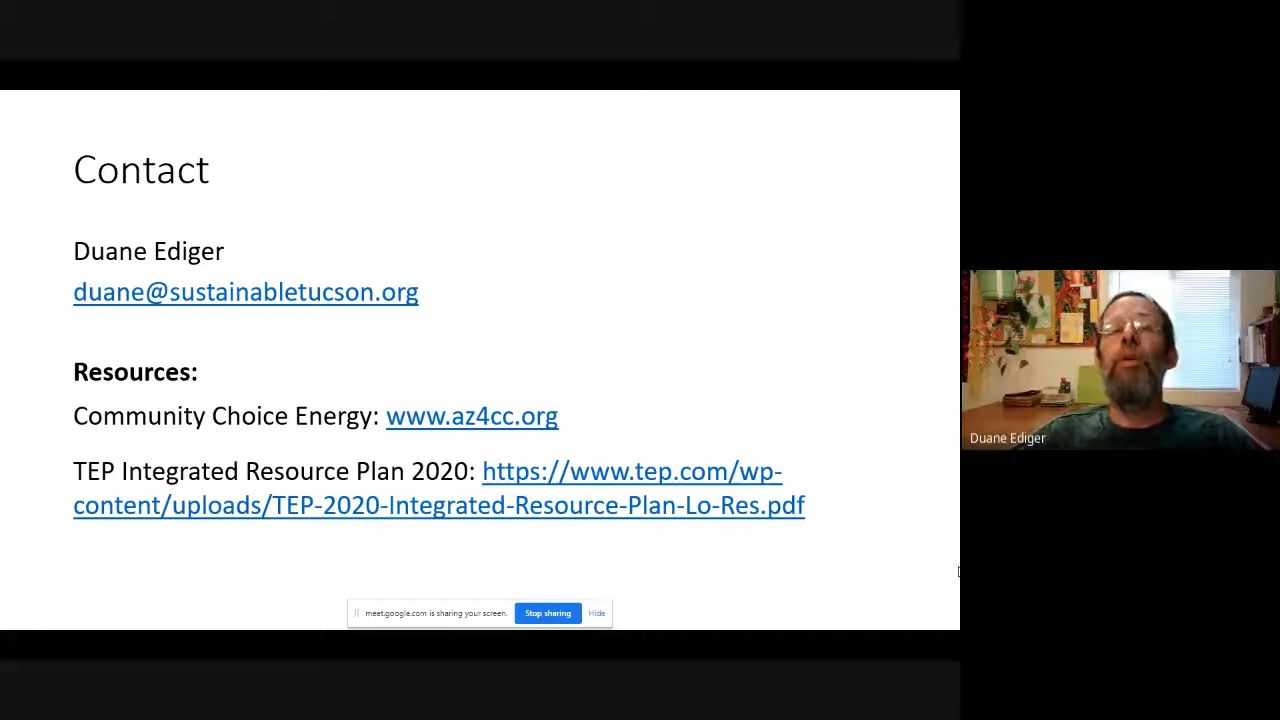 Contact
Duane Ediger
duane@sustainabletucson.org
Resources:
Community Choice Energy: www.az4cc.org
TEP Integrated Resource Plan 2020: https://www.tep.com/wp-
content/uploads/TEP-2020-Integrated-Resource-Plan-Lo-Res.pdf
meet.google.com is sharing your screen. Stop sharing Hide
Duane Ediger